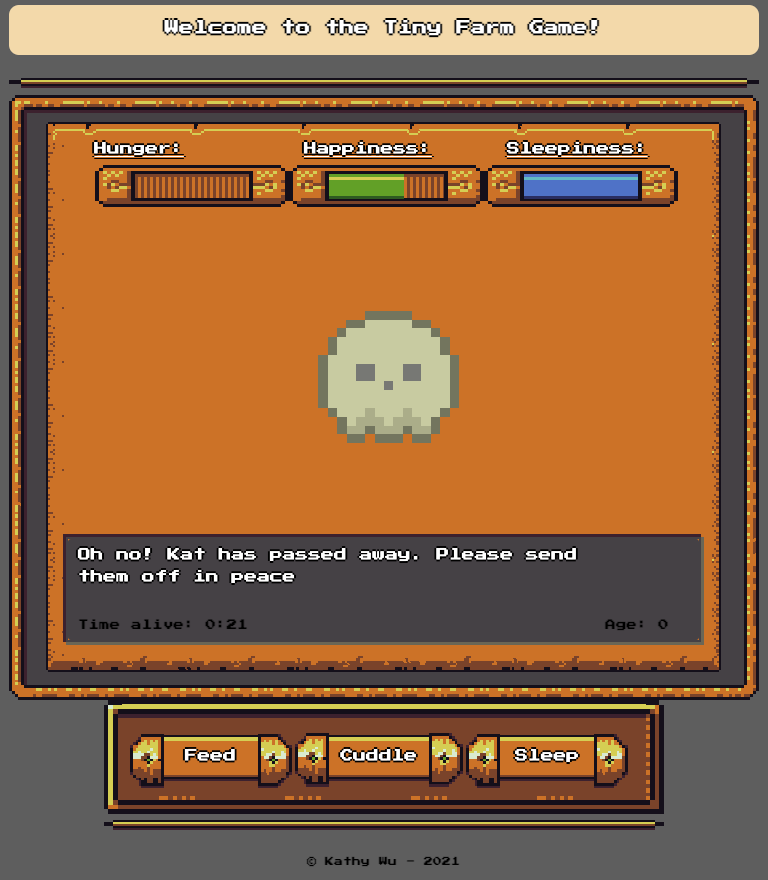 Welcome to the Tiny Farm Game!
Hunger: Happiness: Sleepiness:
Oh no! Kat has passed away. Please send
them off in peace
Time alive: 0:21 Age: 0
Feed Cuddle Sleep
© Kathy Wu - 2021